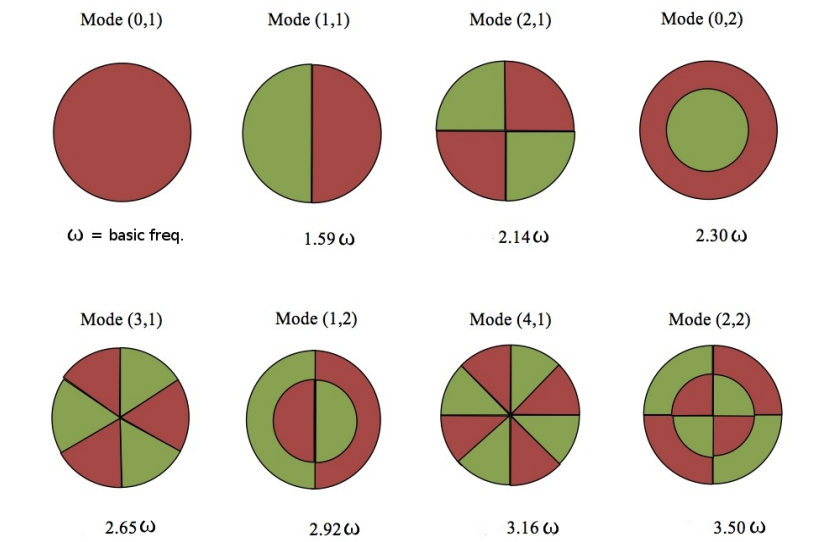 Mode (0,1)
Mode (1,1)
Mode (2,1)
Mode (0,2)
ω = basic freq.
1.59 ω
2.14 ω
2.30 ω
Mode (3,1)
Mode (1,2)
Mode (4,1)
Mode (2,2)
2.65 ω
2.92 ω
3.16 ω
3.50 ω